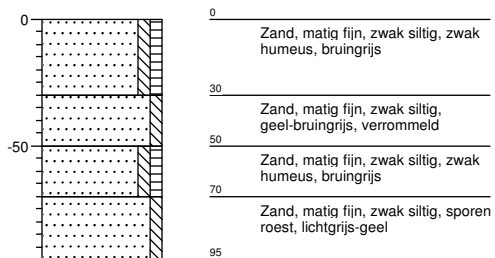 0
0
Zand, matig fijn, zwak siltig, zwak
humeus, bruingrijs
30
Zand, matig fijn, zwak siltig,
geel-bruingrijs, verrommeld
-50
50
Zand, matig fijn, zwak siltig, zwak
humeus, bruingrijs
70
Zand, matig fijn, zwak siltig, sporen
roest, lichtgrijs-geel
95